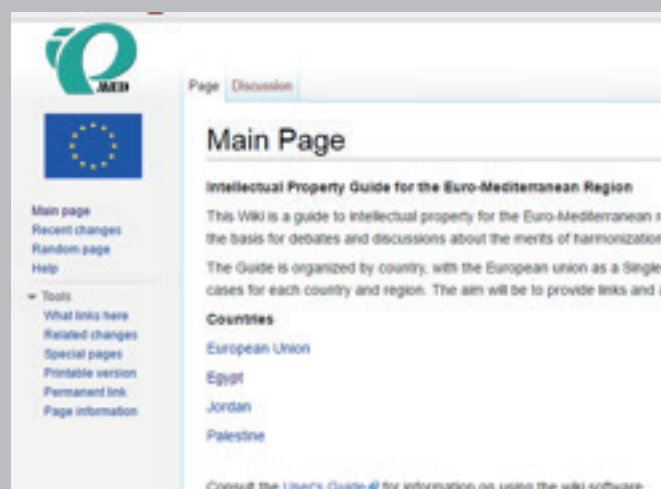 MED
Page Discussion
Main Page
Intellectual Property Guide for the Euro-Mediterranean Region
This Wiki is a guide to intellectual property for the Euro-Mediterranean
the basis for debates and discussions about the merits of harmonization
The Guide is organized by country, with the European union as a Single
cases for each country and region. The aim will be to provide links and
Countries
European Union
Egypt
Jordan
Palestine
Consult the User's Guide for information on using the wiki software.
Main page
Recent changes
Random page
Help
Tools
What links here
Related changes
Special pages
Printable version
Permanent link
Page information